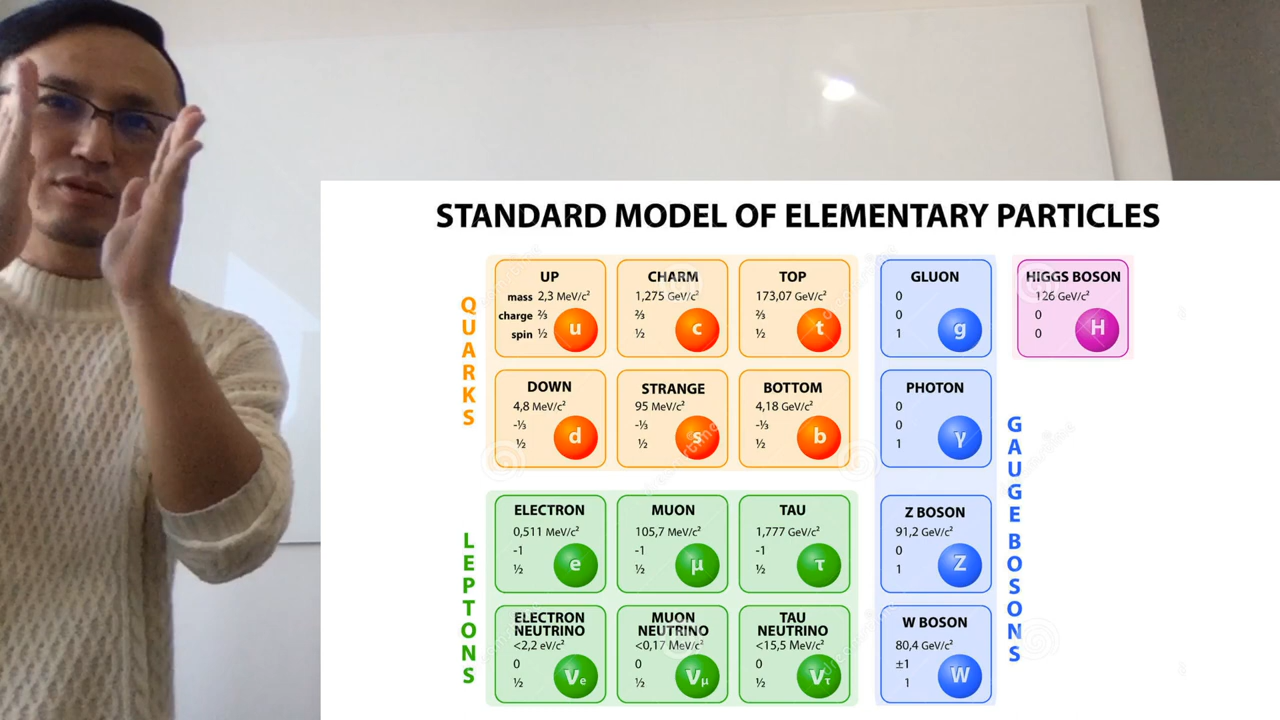 STANDARD MODEL OF ELEMENTARY PARTICLES
QUARKS
UP
mass 2,3 MeV/c²
charge ⅔
spin ½
u
CHARM
1,275 GeV/c²
⅔
½
c
TOP
173,07 GeV/c²
⅔
½
t
GLUON
0
0
1
g
HIGGS BOSON
126 GeV/c²
0
0
H
DOWN
4,8 MeV/c²
-⅓
½
d
STRANGE
95 MeV/c²
-⅓
½
s
BOTTOM
4,18 GeV/c²
-⅓
½
b
PHOTON
0
0
1
γ
GAUGE BOSONS
LEPTONS
ELECTRON
0,511 MeV/c²
-1
½
e
MUON
105,7 MeV/c²
-1
½
μ
TAU
1,777 GeV/c²
-1
½
τ
Z BOSON
91,2 GeV/c²
0
1
Z
ELECTRON
NEUTRINO
<2,2 eV/c²
0
½
νe
MUON
NEUTRINO
<0,17 MeV/c²
0
½
νμ
TAU
NEUTRINO
<15,5 MeV/c²
0
½
ντ
W BOSON
80,4 GeV/c²
±1
1
W